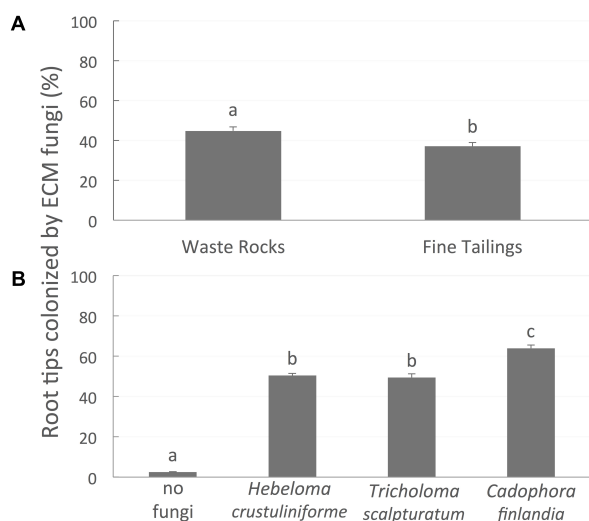 A
Root tips colonized by ECM fungi (%)
100
80
60
40
20
0
a
b
Waste Rocks
Fine Tailings
B
100
80
60
40
20
0
a
b
b
c
no
fungi
Hebeloma
crustuliniforme
Tricholoma
scalpturatum
Cadophora
finlandia